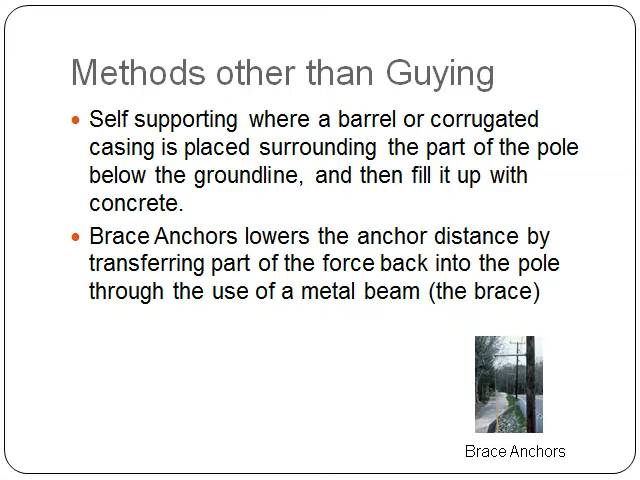 Methods other than Guying
Self supporting where a barrel or corrugated
casing is placed surrounding the part of the pole
below the groundline, and then fill it up with
concrete.
Brace Anchors lowers the anchor distance by
transferring part of the force back into the pole
through the use of a metal beam (the brace)
Brace Anchors